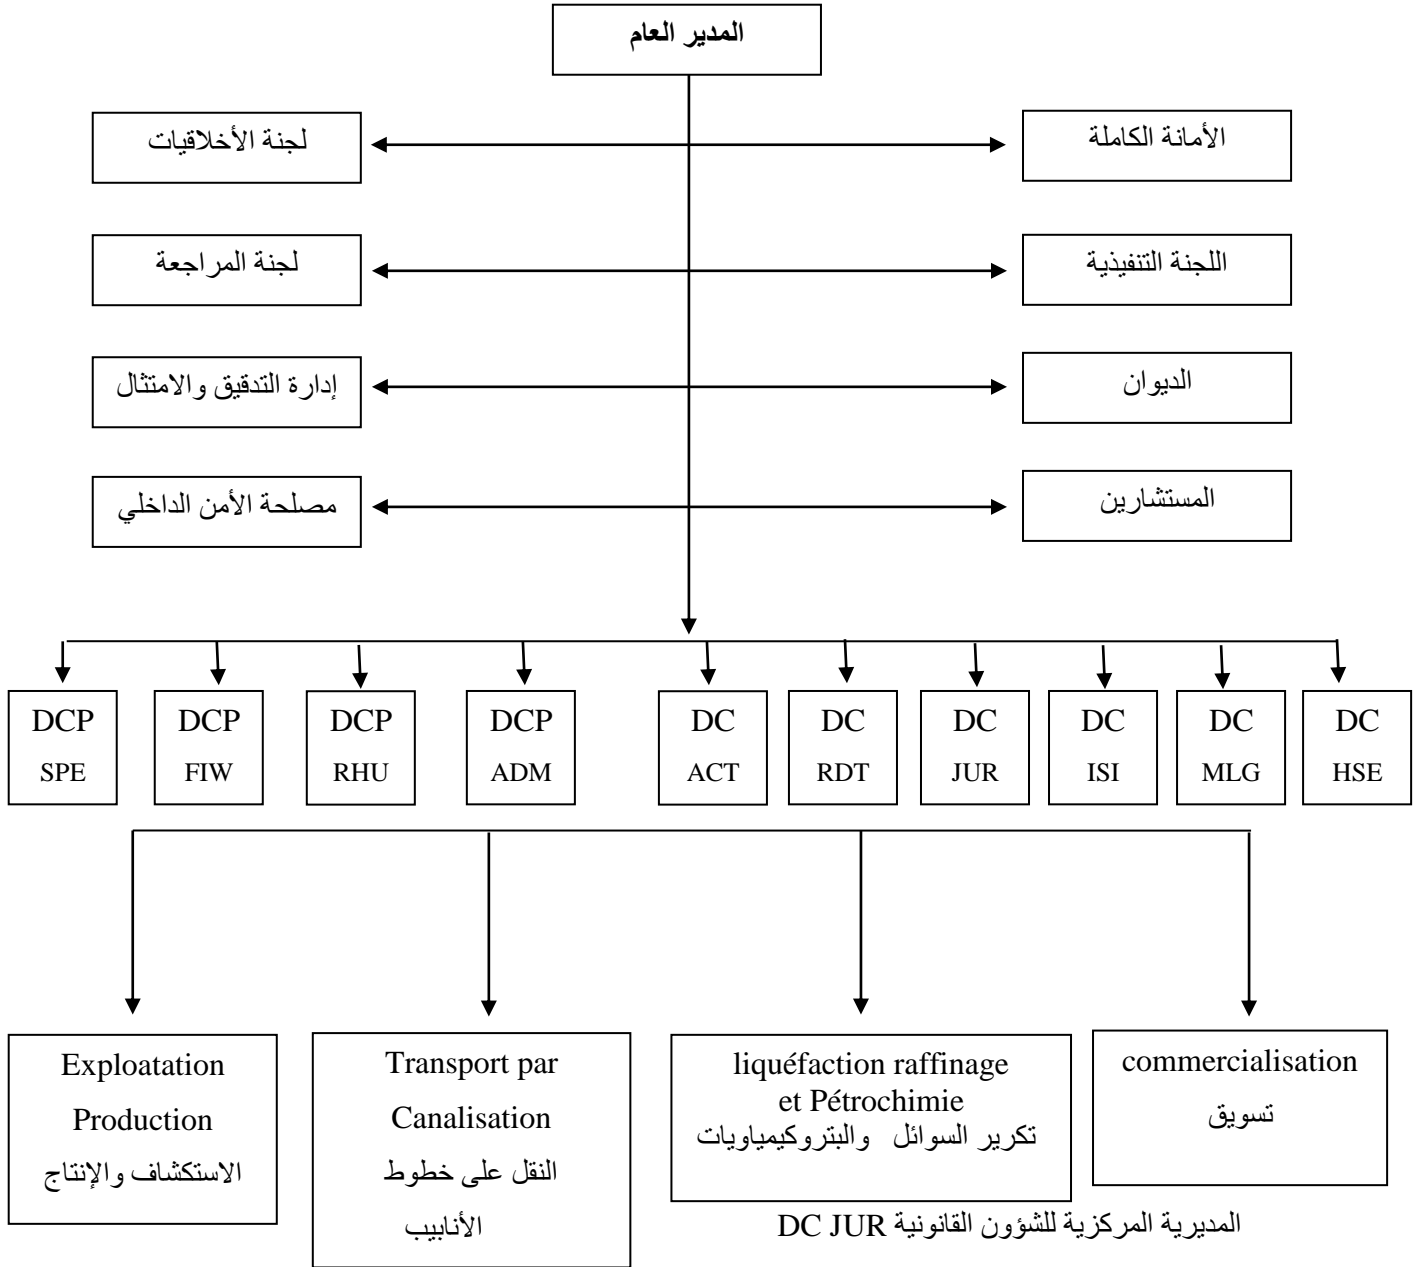 المدير العام
الأمانة الكاملة
لجنة الأخلاقيات
اللجنة التنفيذية
لجنة المراجعة
الديوان
إدارة التدقيق والامتثال
المستشارين
مصلحة الأمن الداخلي
DCP
SPE
DCP
FIW
DCP
RHU
DCP
ADM
DC
ACT
DC
RDT
DC
JUR
DC
ISI
DC
MLG
DC
HSE
Exploatation
Production
الاستكشاف والإنتاج
Transport par
Canalisation
النقل على خطوط
الأنابيب
liquéfaction raffinage
et Pétrochimie
تكرير السوائل والبتروكيمياويات
commercialisation
تسويق
المديرية المركزية للشؤون القانونية DC JUR